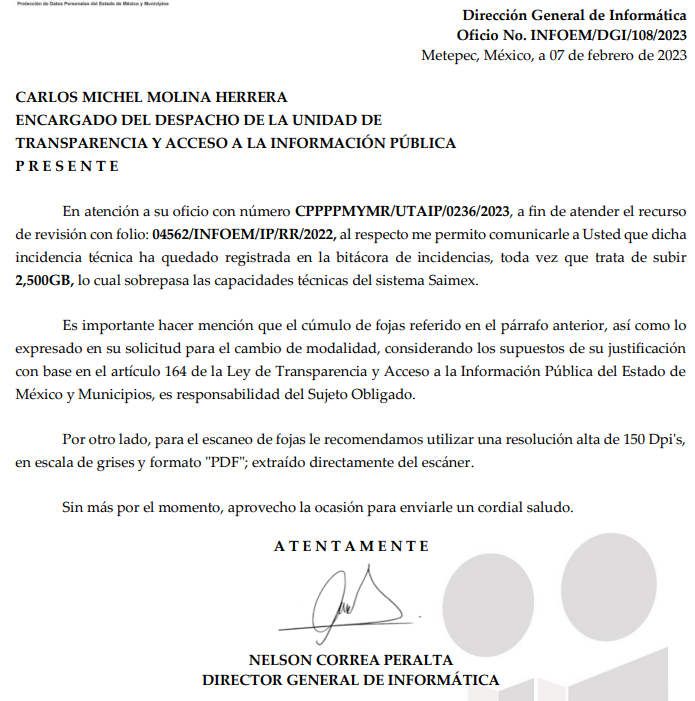 Protección de Datos Personales del Estado de México y Municipios
Dirección General de Informática
Oficio No. INFOEM/DGI/108/2023
Metepec, México, a 07 de febrero de 2023
CARLOS MICHEL MOLINA HERRERA
ENCARGADO DEL DESPACHO DE LA UNIDAD DE
TRANSPARENCIA Y ACCESO A LA INFORMACIÓN PÚBLICA
P R E S E N T E
En atención a su oficio con número CPPPPMYMR/UTAIP/0236/2023, a fin de atender el recurso
de revisión con folio: 04562/INFOEM/IP/RR/2022, al respecto me permito comunicarle a Usted que dicha
incidencia técnica ha quedado registrada en la bitácora de incidencias, toda vez que trata de subir
2,500GB, lo cual sobrepasa las capacidades técnicas del sistema Saimex.
Es importante hacer mención que el cúmulo de fojas referido en el párrafo anterior, así como lo
expresado en su solicitud para el cambio de modalidad, considerando los supuestos de su justificación
con base en el artículo 164 de la Ley de Transparencia y Acceso a la Información Pública del Estado de
México y Municipios, es responsabilidad del Sujeto Obligado.
Por otro lado, para el escaneo de fojas le recomendamos utilizar una resolución alta de 150 Dpi's,
en escala de grises y formato "PDF"; extraído directamente del escáner.
Sin más por el momento, aprovecho la ocasión para enviarle un cordial saludo.
A T E N T A M E N T E
NELSON CORREA PERALTA
DIRECTOR GENERAL DE INFORMÁTICA